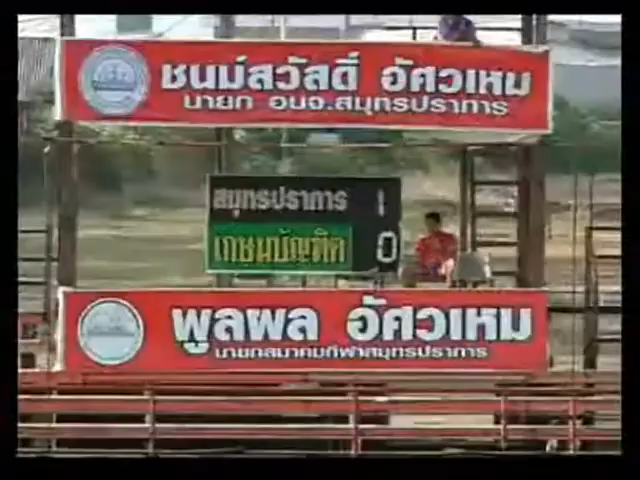 ชนม์สวัสดิ์ อัศวเหม
นายก อบจ.สมุทรปราการ
สมุทรปราการ 1
เกษมบัณฑิต 0
พูลผล อัศวเหม
นายกสมาคมกีฬาสมุทรปราการ